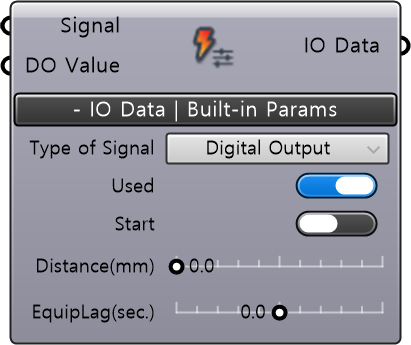 Signal
IO Data
DO Value
- IO Data | Built-in Params
Type of Signal Digital Output
Used
Start
Distance(mm) 0.0
EquipLag(sec.) 0.0